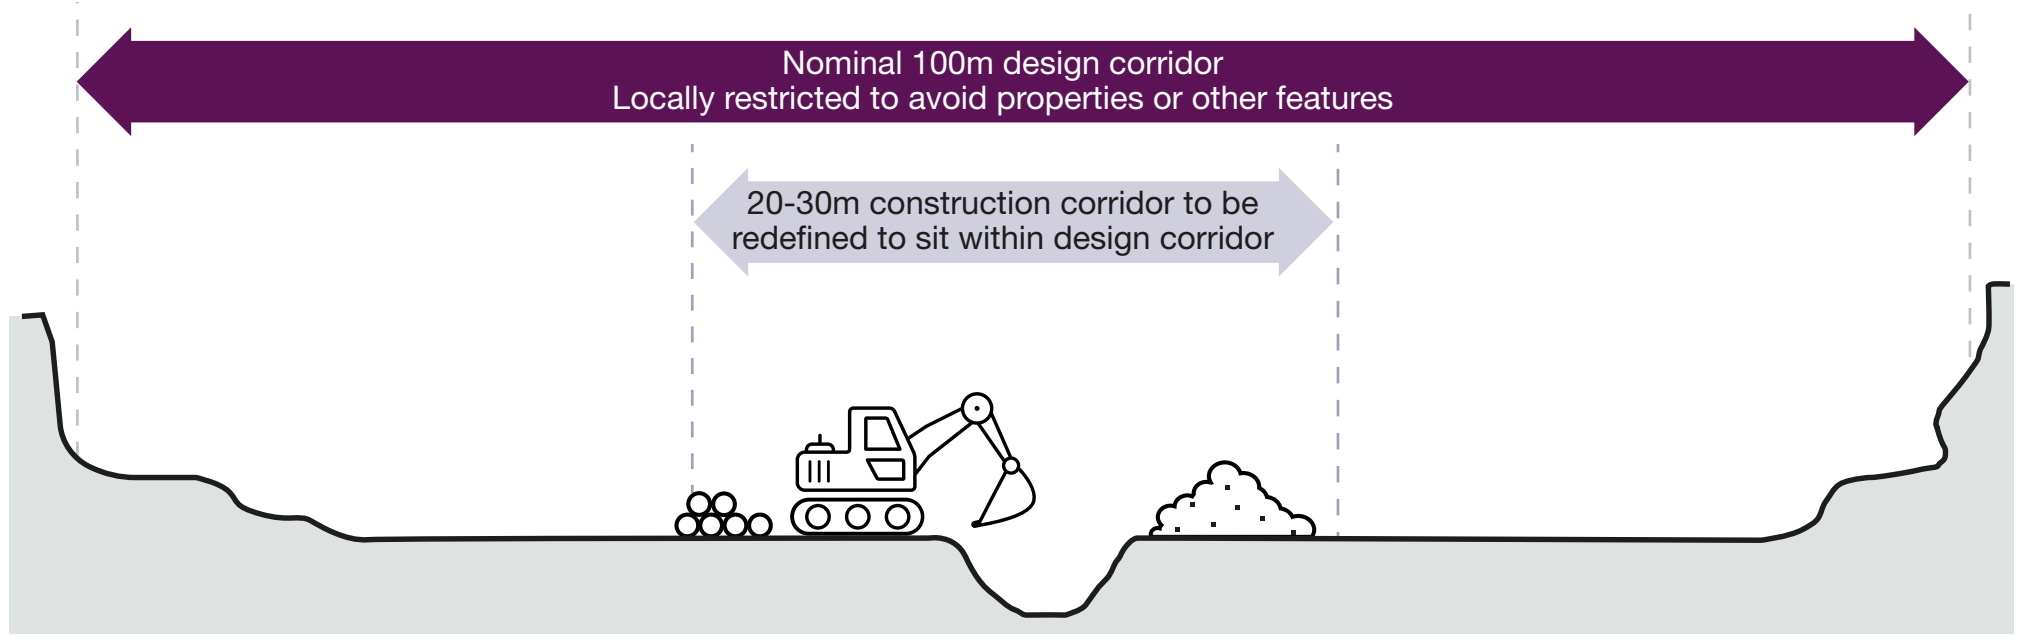 Nominal 100m design corridor
Locally restricted to avoid properties or other features
20-30m construction corridor to be
redefined to sit within design corridor